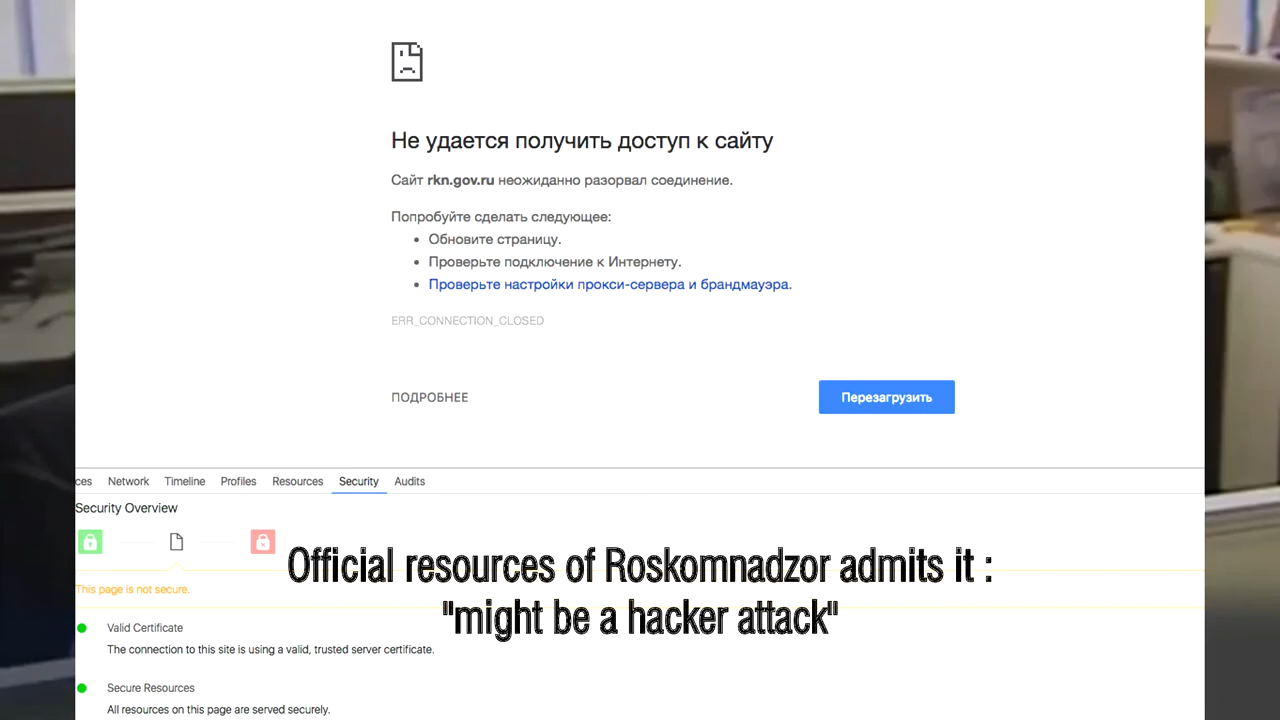 Не удается получить доступ к сайту
Сайт rkn.gov.ru неожиданно разорвал соединение.
Попробуйте сделать следующее:
• Обновите страницу.
• Проверьте подключение к Интернету.
• Проверьте настройки прокси-сервера и брандмауэра.
ERR_CONNECTION_CLOSED
ПОДРОБНЕЕ Перезагрузить
ces Network Timeline Profiles Resources Security Audits
Security Overview
Official resources of Roskomnadzor admits it :
"might be a hacker attack"
This page is not secure.
Valid Certificate
The connection to this site is using a valid, trusted server certificate.
Secure Resources
All resources on this page are served securely.